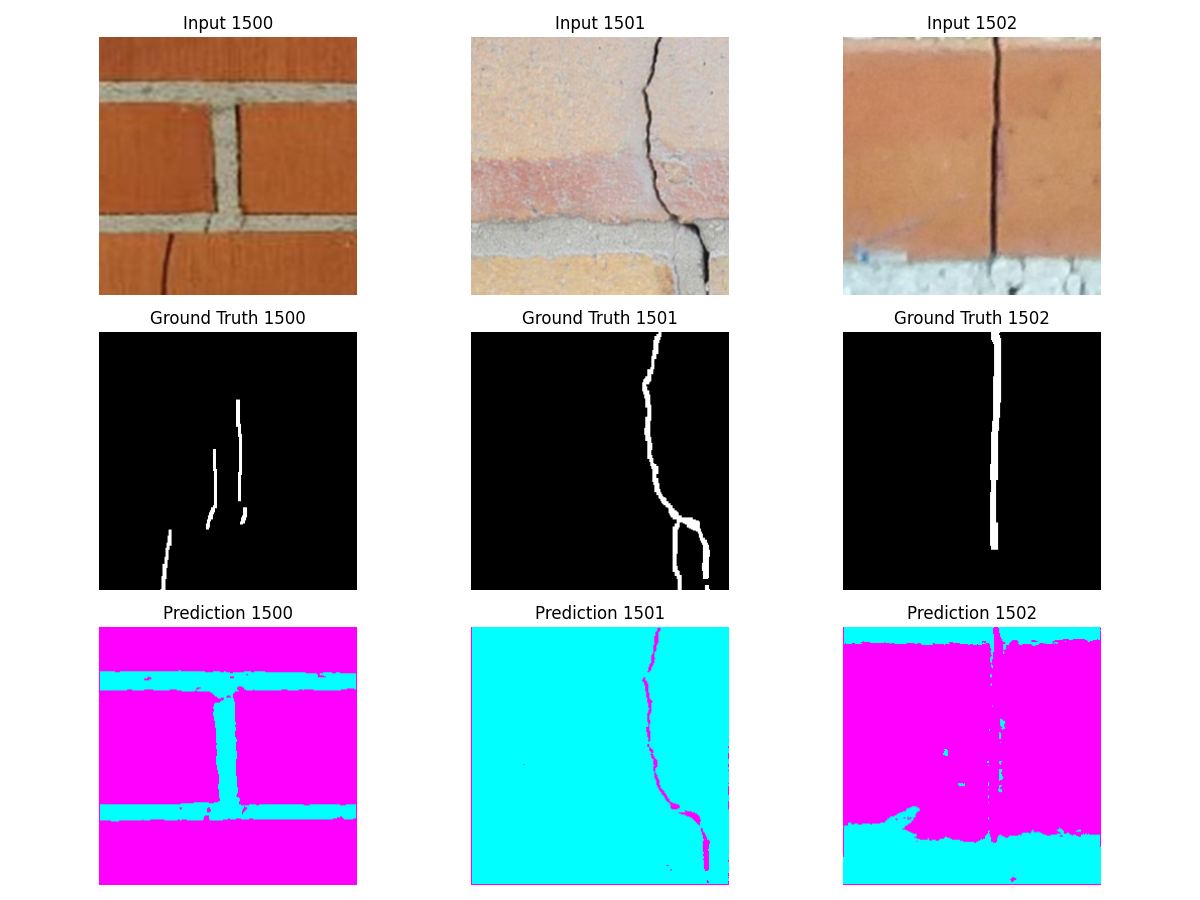 Input 1500
Input 1501
Input 1502
Ground Truth 1500
Ground Truth 1501
Ground Truth 1502
Prediction 1500
Prediction 1501
Prediction 1502